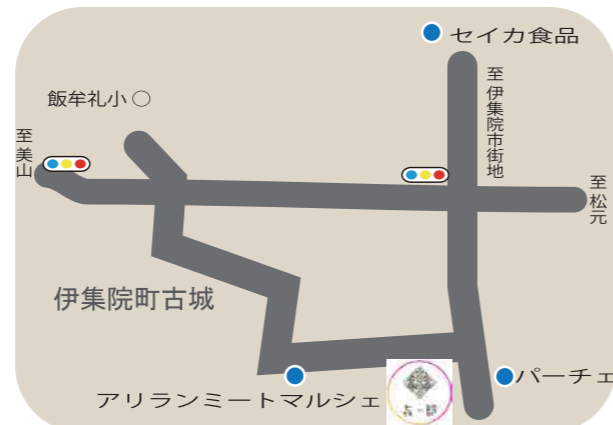 セイカ食品
飯牟礼小
至伊集院市街地
至美山
至松元
伊集院町古城
パーチェ
アリランミートマルシェ